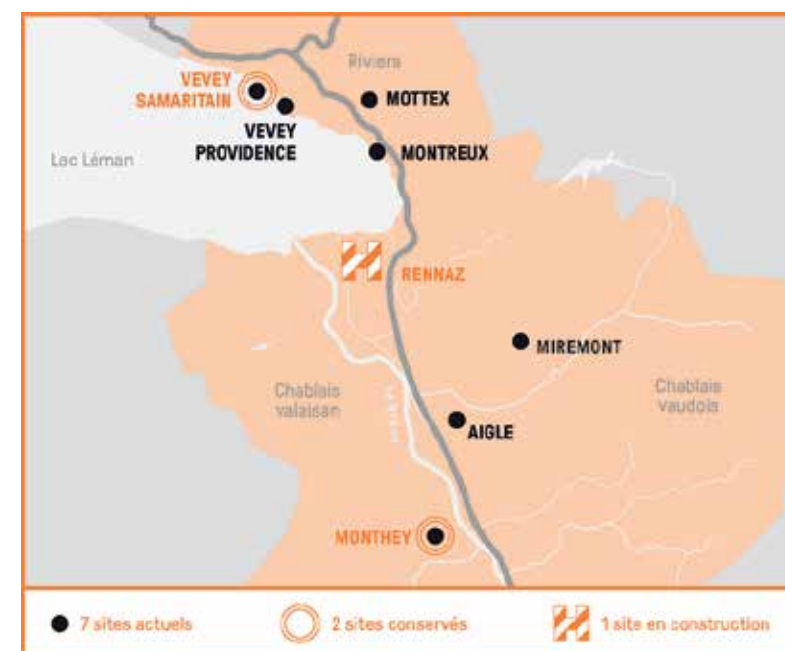 Riviera
VEVEY
SAMARITAIN
MOTTEX
VEVEY
PROVIDENCE
MONTREUX
Lac Léman
RENNAZ
MIREMONT
Chablais
valaisan
Chablais
vaudois
AIGLE
MONTHEY
7 sites actuels
2 sites conservés
1 site en construction